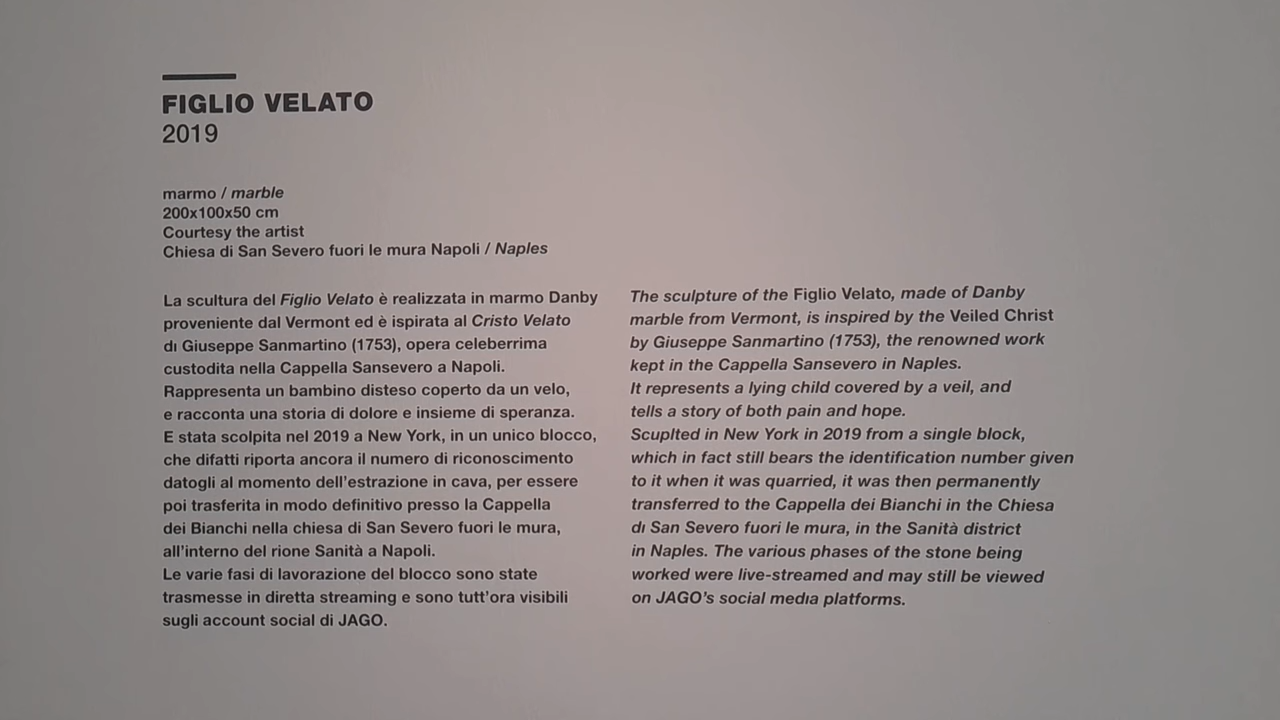 FIGLIO VELATO
2019
marmo / marble
200x100x50 cm
Courtesy the artist
Chiesa di San Severo fuori le mura Napoli / Naples
La scultura del Figlio Velato è realizzata in marmo Danby
proveniente dal Vermont ed è ispirata al Cristo Velato
di Giuseppe Sanmartino (1753), opera celeberrima
custodita nella Cappella Sansevero a Napoli.
Rappresenta un bambino disteso coperto da un velo,
e racconta una storia di dolore e insieme di speranza.
E stata scolpita nel 2019 a New York, in un unico blocco,
che difatti riporta ancora il numero di riconoscimento
datogli al momento dell'estrazione in cava, per essere
poi trasferita in modo definitivo presso la Cappella
dei Bianchi nella chiesa di San Severo fuori le mura,
all'interno del rione Sanità a Napoli.
Le varie fasi di lavorazione del blocco sono state
trasmesse in diretta streaming e sono tutt'ora visibili
sugli account social di JAGO.
The sculpture of the Figlio Velato, made of Danby
marble from Vermont, is inspired by the Veiled Christ
by Giuseppe Sanmartino (1753), the renowned work
kept in the Cappella Sansevero in Naples.
It represents a lying child covered by a veil, and
tells a story of both pain and hope.
Scuplted in New York in 2019 from a single block,
which in fact still bears the identification number given
to it when it was quarried, it was then permanently
transferred to the Cappella dei Bianchi in the Chiesa
di San Severo fuori le mura, in the Sanità district
in Naples. The various phases of the stone being
worked were live-streamed and may still be viewed
on JAGO's social media platforms.